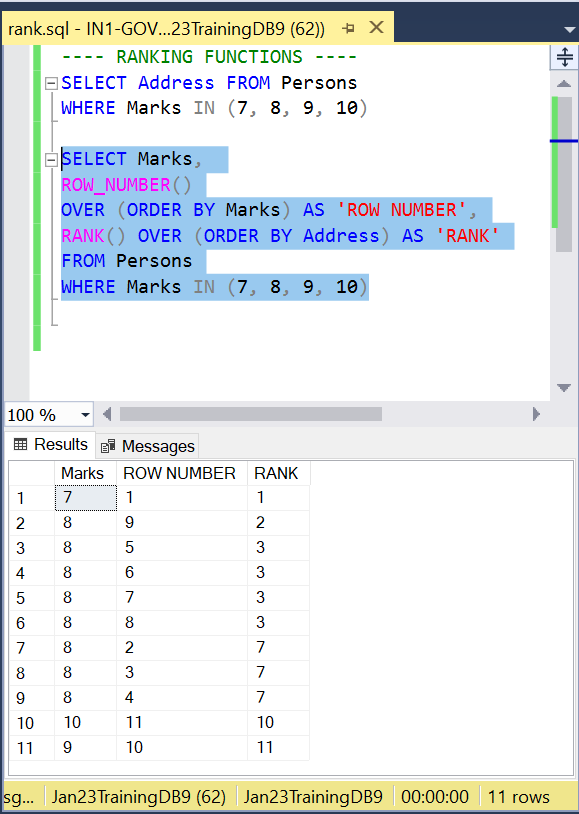 rank.sql - IN1-GOV...23TrainingDB9 (62))
---- RANKING FUNCTIONS ----
SELECT Address FROM Persons
WHERE Marks IN (7, 8, 9, 10)
SELECT Marks,
ROW_NUMBER()
OVER (ORDER BY Marks) AS 'ROW NUMBER',
RANK() OVER (ORDER BY Address) AS 'RANK'
FROM Persons
WHERE Marks IN (7, 8, 9, 10)
100 %
Results Messages
Marks ROW NUMBER RANK
1 7 1 1
2 8 9 2
3 8 5 3
4 8 6 3
5 8 7 3
6 8 8 3
7 8 2 7
8 8 3 7
9 8 4 7
10 10 11 10
11 9 10 11
sg... Jan23TrainingDB9 (62) Jan23TrainingDB9 00:00:00 11 rows